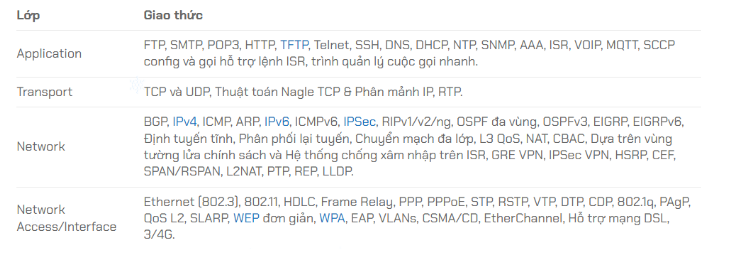 Lớp Giao thức
Application
FTP, SMTP, POP3, HTTP, TFTP, Telnet, SSH, DNS, DHCP, NTP, SNMP, AAA, ISR, VOIP, MQTT, SCCP
config và gọi hỗ trợ lệnh ISR, trình quản lý cuộc gọi nhanh.
Transport TCP và UDP, Thuật toán Nagle TCP & Phân mảnh IP, RTP.
Network
BGP, IPv4, ICMP, ARP, IPv6, ICMPv6, IPSec, RIPv1/v2/ng, OSPF đa vùng, OSPFv3, EIGRP, EIGRPv6,
Định tuyến tĩnh, Phân phối lại tuyến, Chuyển mạch đa lớp, L3 QoS, NAT, CBAC, Dựa trên vùng
tường lửa chính sách và Hệ thống chống xâm nhập trên ISR, GRE VPN, IPSec VPN, HSRP, CEF,
SPAN/RSPAN, L2NAT, PTP, REP, LLDP.
Network
Access/Interface
Ethernet (802.3), 802.11, HDLC, Frame Relay, PPP, PPPoE, STP, RSTP, VTP, DTP, CDP, 802.1q, PAgP,
QoS L2, SLARP, WEP đơn giản, WPA, EAP, VLANs, CSMA/CD, EtherChannel, Hỗ trợ mạng DSL,
3/4G.